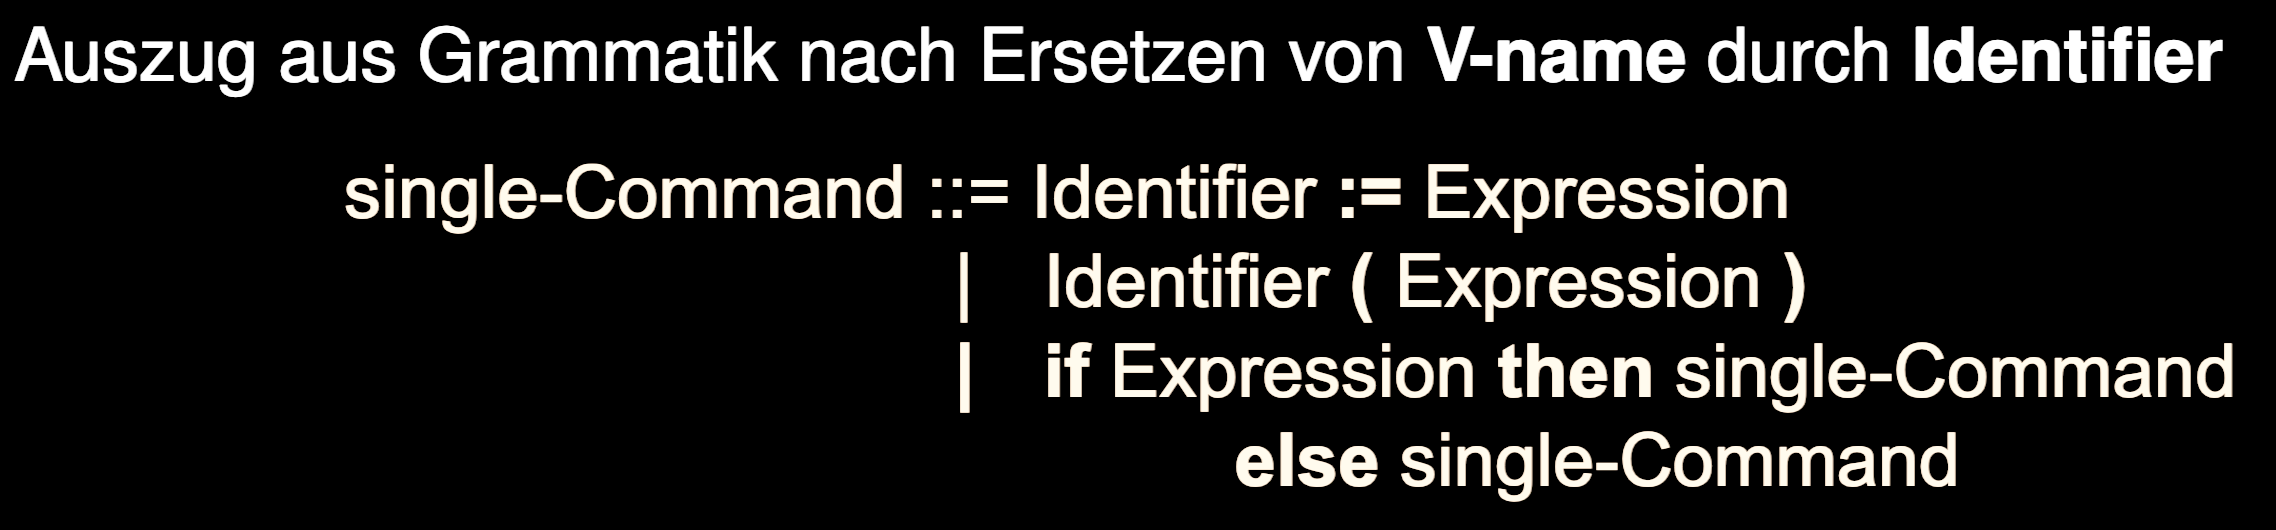 Auszug aus Grammatik nach Ersetzen von V-name durch Identifier
single-Command ::= Identifier := Expression
| Identifier ( Expression )
| if Expression then single-Command
else single-Command